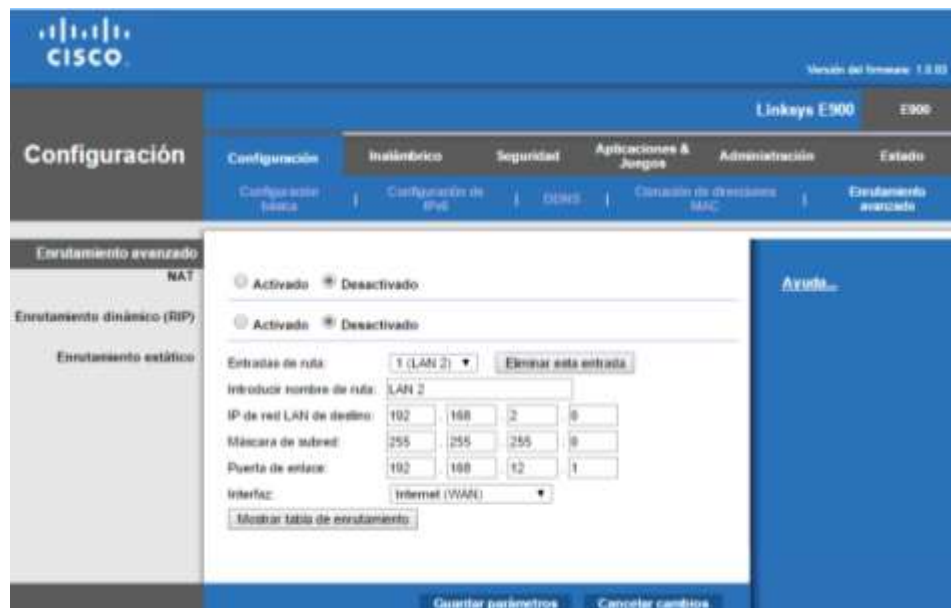 CISCO
Versión del firmware: 1.0.03
Linksys E900 E900
Configuración
Configuración Inalámbrico Seguridad Aplicaciones & Juegos Administración Estado
Configuración básica | Configuración de IPv6 | DDNS | Clonación de direcciones MAC | Enrutamiento avanzado
Enrutamiento avanzado
NAT
Activado Desactivado
Ayuda...
Enrutamiento dinámico (RIP)
Activado Desactivado
Enrutamiento estático
Entradas de ruta: 1 (LAN 2) Eliminar esta entrada
Introducir nombre de ruta: LAN 2
IP de red LAN de destino: 192 . 168 . 2 . 0
Máscara de subred: 255 . 255 . 255 . 0
Puerta de enlace: 192 . 168 . 12 . 1
Interfaz: Internet (WAN)
Mostrar tabla de enrutamiento
Guardar parámetros Cancelar cambios